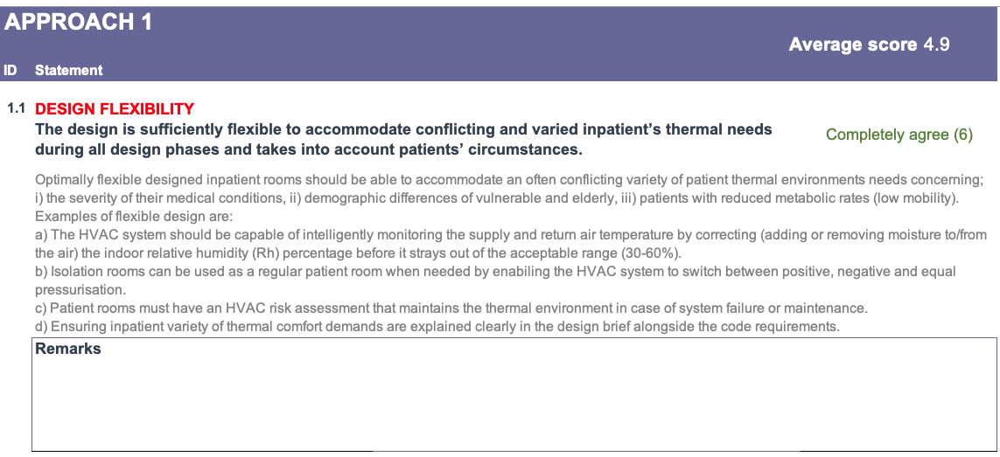 APPROACH 1
Average score 4.9
ID Statement
1.1 DESIGN FLEXIBILITY
The design is sufficiently flexible to accommodate conflicting and varied inpatient’s thermal needs
during all design phases and takes into account patients’ circumstances.
Completely agree (6)
Optimally flexible designed inpatient rooms should be able to accommodate an often conflicting variety of patient thermal environments needs concerning;
i) the severity of their medical conditions, ii) demographic differences of vulnerable and elderly, iii) patients with reduced metabolic rates (low mobility).
Examples of flexible design are:
a) The HVAC system should be capable of intelligently monitoring the supply and return air temperature by correcting (adding or removing moisture to/from
the air) the indoor relative humidity (Rh) percentage before it strays out of the acceptable range (30-60%).
b) Isolation rooms can be used as a regular patient room when needed by enabiling the HVAC system to switch between positive, negative and equal
pressurisation.
c) Patient rooms must have an HVAC risk assessment that maintains the thermal environment in case of system failure or maintenance.
d) Ensuring inpatient variety of thermal comfort demands are explained clearly in the design brief alongside the code requirements.
Remarks